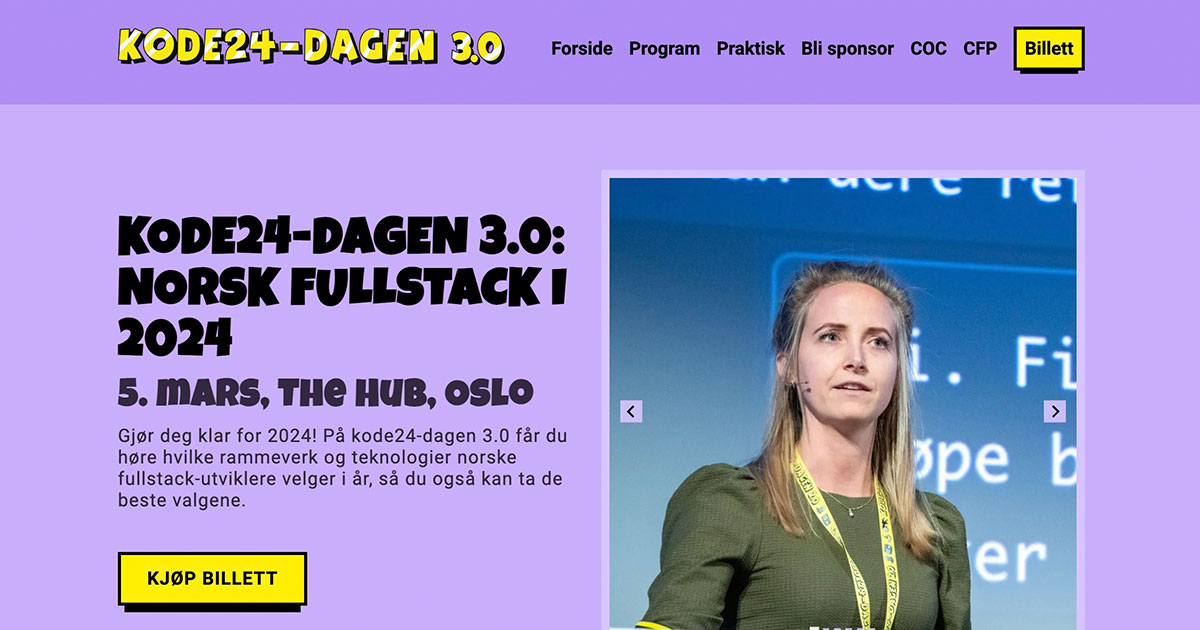 KODE24-DAGEN 3.0
Forside Program Praktisk Bli sponsor COC CFP Billett
KODE24-DAGEN 3.0:
NORSK FULLSTACK I
2024
5. MARS, THE HUB, OSLO
Gjør deg klar for 2024! På kode24-dagen 3.0 får du
høre hvilke rammeverk og teknologier norske
fullstack-utviklere velger i år, så du også kan ta de
beste valgene.
KJØP BILLETT
i. Fi
øpe b